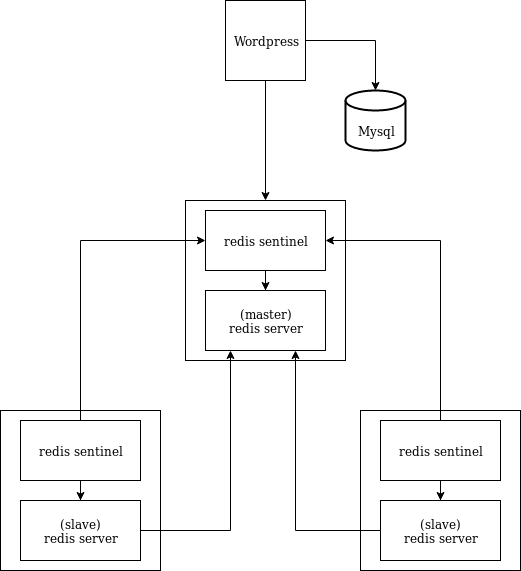 Wordpress
Mysql
redis sentinel
(master)
redis server
redis sentinel
(slave)
redis server
redis sentinel
(slave)
redis server